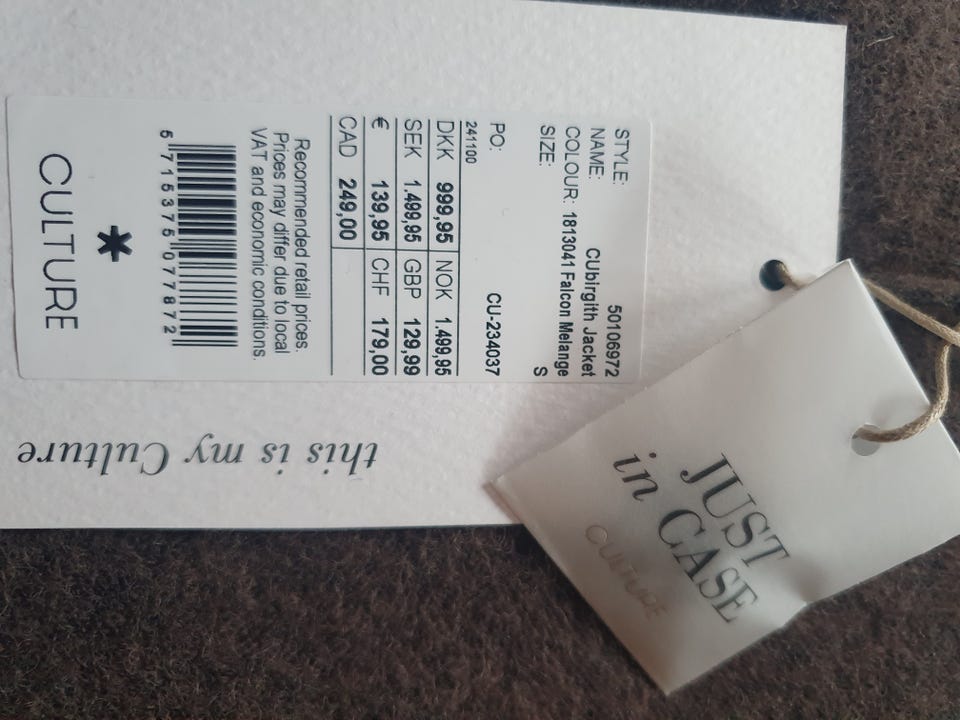 STYLE: 50106972
NAME: CUbirgith Jacket
COLOUR: 1813041 Falcon Melange
SIZE: S
PO: CU-234037
241100
DKK 999,95 NOK 1.499,95
SEK 1.499,95 GBP 129,99
€ 139,95 CHF 179,00
CAD 249,00
Recommended retail prices.
Prices may differ due to local
VAT and economic conditions.
5 715375 077872
CULTURE
this is my Culture
JUST
in CASE
CULTURE